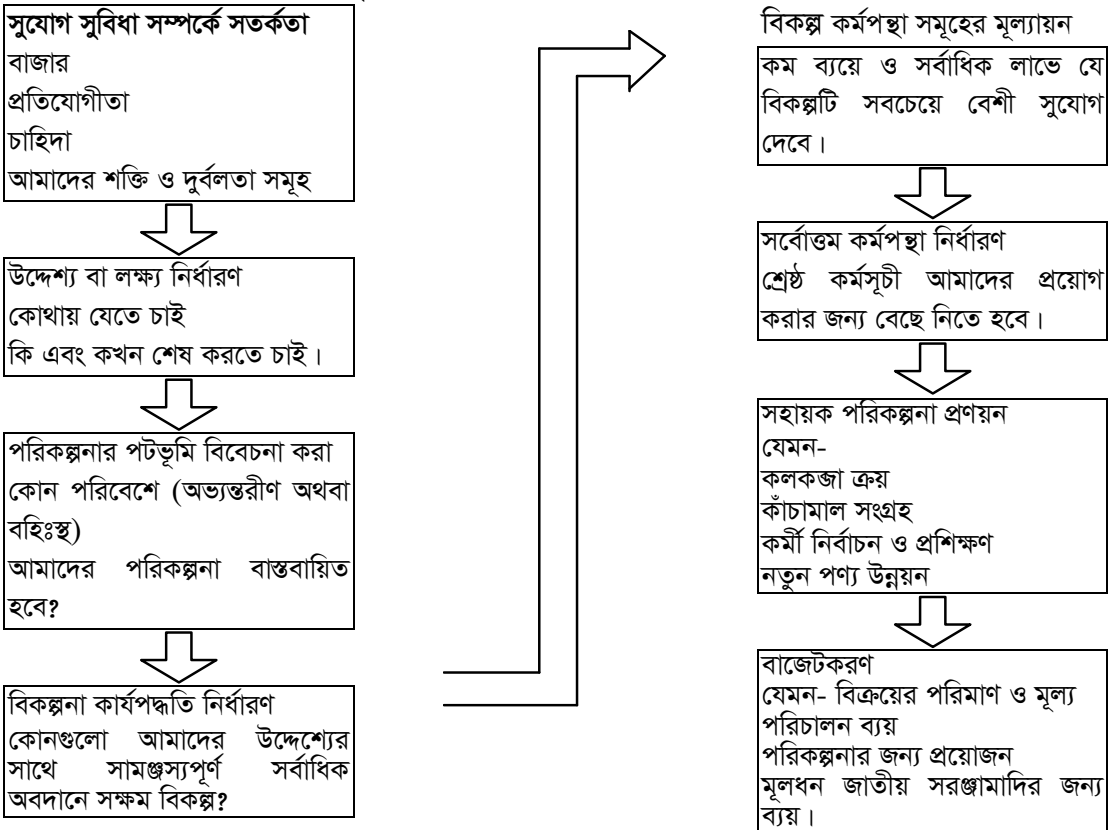 সুযোগ সুবিধা সম্পর্কে সতর্কতা
বাজার
প্রতিযোগীতা
চাহিদা
আমাদের শক্তি ও দুর্বলতা সমূহ
উদ্দেশ্য বা লক্ষ্য নির্ধারণ
কোথায় যেতে চাই
কি এবং কখন শেষ করতে চাই।
পরিকল্পনার পটভূমি বিবেচনা করা
কোন পরিবেশে (অভ্যন্তরীণ অথবা
বহিঃস্থ)
আমাদের পরিকল্পনা বাস্তবায়িত
হবে?
বিকল্পনা কার্যপদ্ধতি নির্ধারণ
কোনগুলো আমাদের উদ্দেশ্যের
সাথে সামঞ্জস্যপূর্ণ সর্বাধিক
অবদানে সক্ষম বিকল্প?
বিকল্প কর্মপন্থা সমূহের মূল্যায়ন
কম ব্যয়ে ও সর্বাধিক লাভে যে
বিকল্পটি সবচেয়ে বেশী সুযোগ
দেবে।
সর্বোত্তম কর্মপন্থা নির্ধারণ
শ্রেষ্ঠ কর্মসূচী আমাদের প্রয়োগ
করার জন্য বেছে নিতে হবে।
সহায়ক পরিকল্পনা প্রণয়ন
যেমন-
কলকব্জা ক্রয়
কাঁচামাল সংগ্রহ
কর্মী নির্বাচন ও প্রশিক্ষণ
নতুন পণ্য উন্নয়ন
বাজেটকরণ
যেমন- বিক্রয়ের পরিমাণ ও মূল্য
পরিচালন ব্যয়
পরিকল্পনার জন্য প্রয়োজন
মূলধন জাতীয় সরঞ্জামাদির জন্য
ব্যয়।